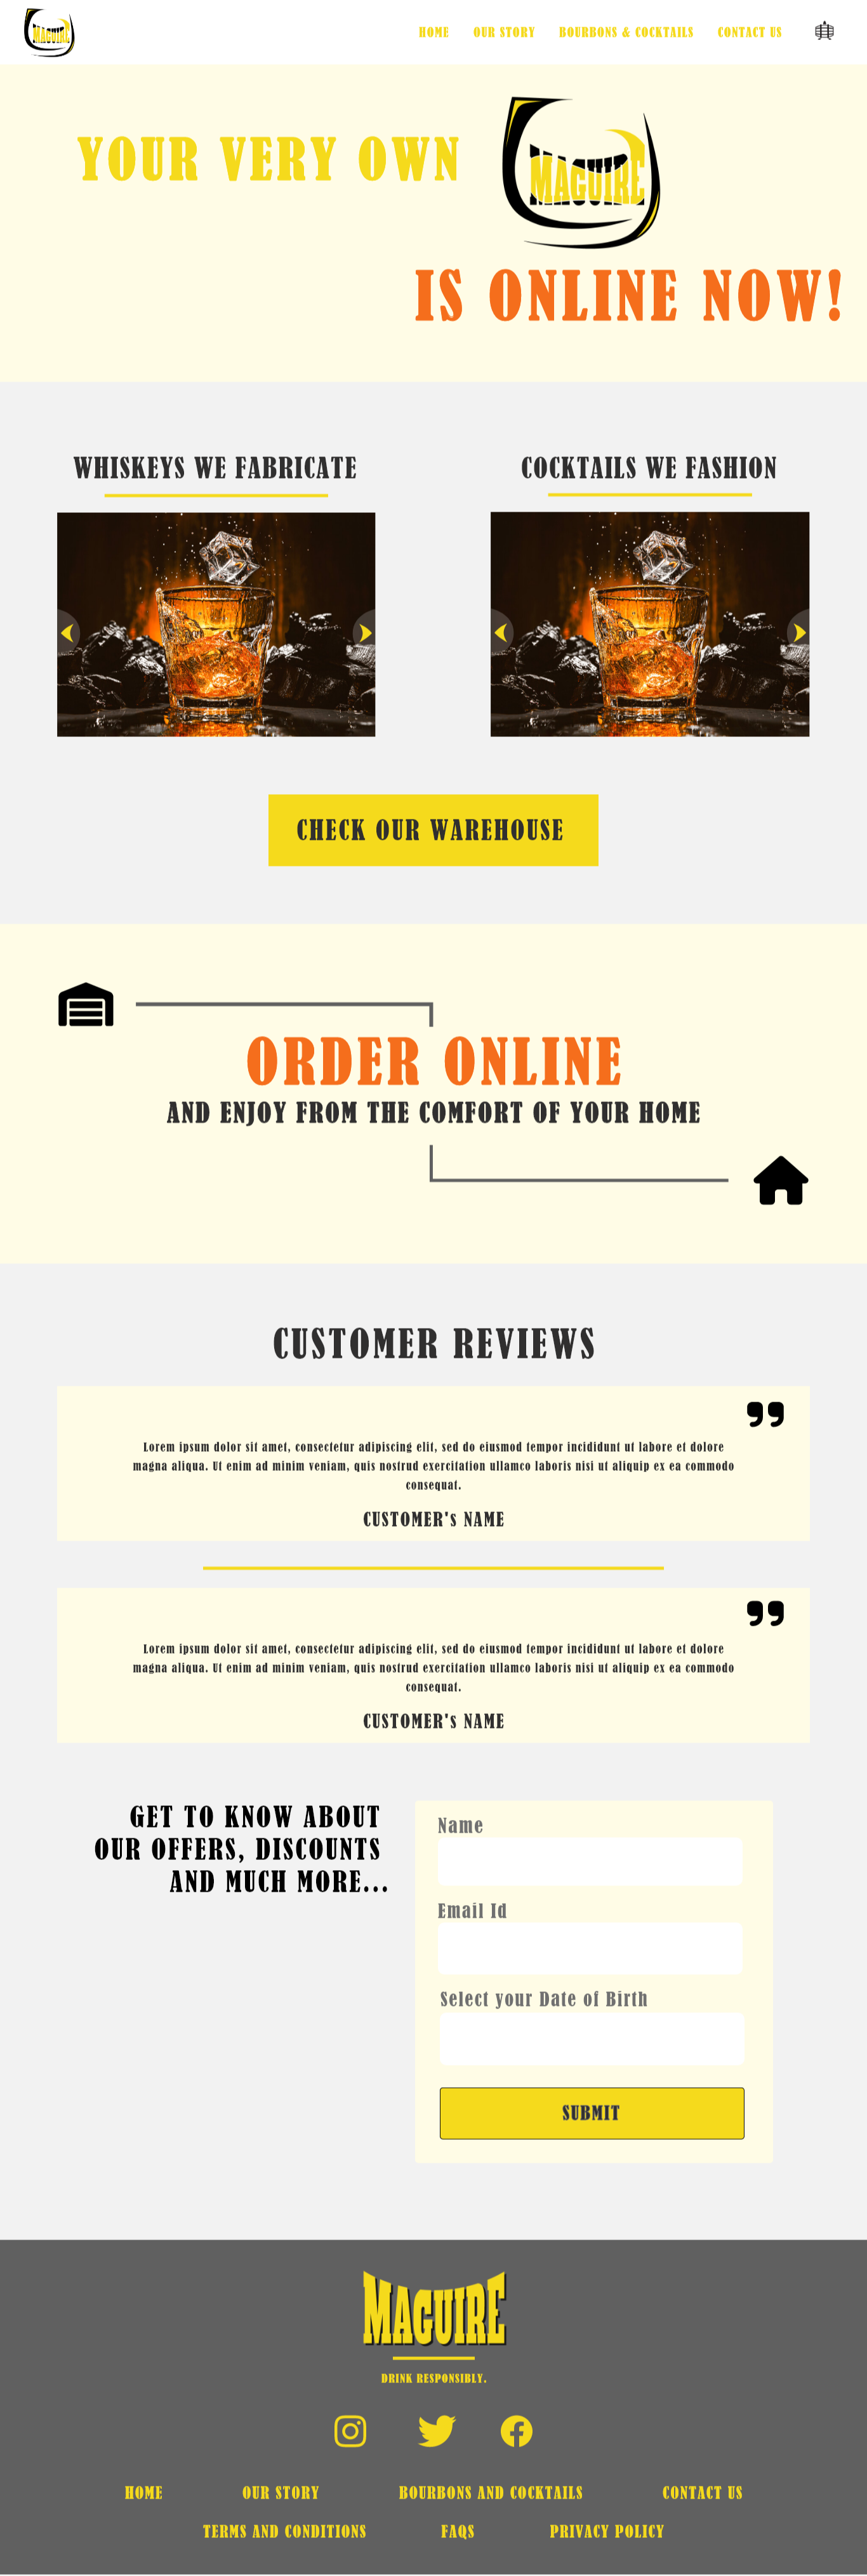 MAGUIRE
HOME OUR STORY BOURBONS & COCKTAILS CONTACT US
YOUR VERY OWN
MAGUIRE
IS ONLINE NOW!
WHISKEYS WE FABRICATE
COCKTAILS WE FASHION
CHECK OUR WAREHOUSE
ORDER ONLINE
AND ENJOY FROM THE COMFORT OF YOUR HOME
CUSTOMER REVIEWS
Lorem ipsum dolor sit amet, consectetur adipiscing elit, sed do eiusmod tempor incididunt ut labore et dolore
magna aliqua. Ut enim ad minim veniam, quis nostrud exercitation ullamco laboris nisi ut aliquip ex ea commodo
consequat.
CUSTOMER's NAME
Lorem ipsum dolor sit amet, consectetur adipiscing elit, sed do eiusmod tempor incididunt ut labore et dolore
magna aliqua. Ut enim ad minim veniam, quis nostrud exercitation ullamco laboris nisi ut aliquip ex ea commodo
consequat.
CUSTOMER's NAME
GET TO KNOW ABOUT
OUR OFFERS, DISCOUNTS
AND MUCH MORE...
Name
Email Id
Select your Date of Birth
SUBMIT
MAGUIRE
DRINK RESPONSIBLY.
HOME OUR STORY BOURBONS AND COCKTAILS CONTACT US
TERMS AND CONDITIONS FAQS PRIVACY POLICY